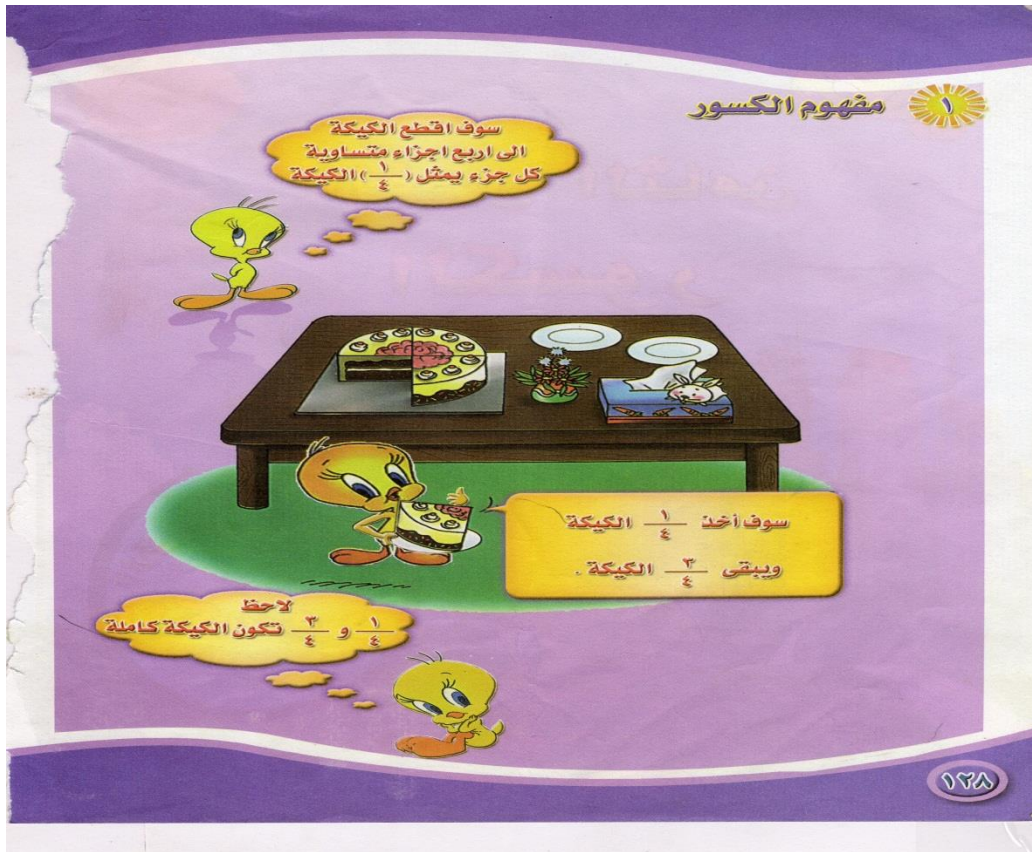 ١ مفهوم الكسور
سوف اقطع الكيكة
الى اربع اجزاء متساوية
كل جزء يمثل (١/٤) الكيكة
سوف أخذ ١/٤ الكيكة
ويبقى ٣/٤ الكيكة .
لاحظ
١/٤ و ٣/٤ تكون الكيكة كاملة
١٢٨